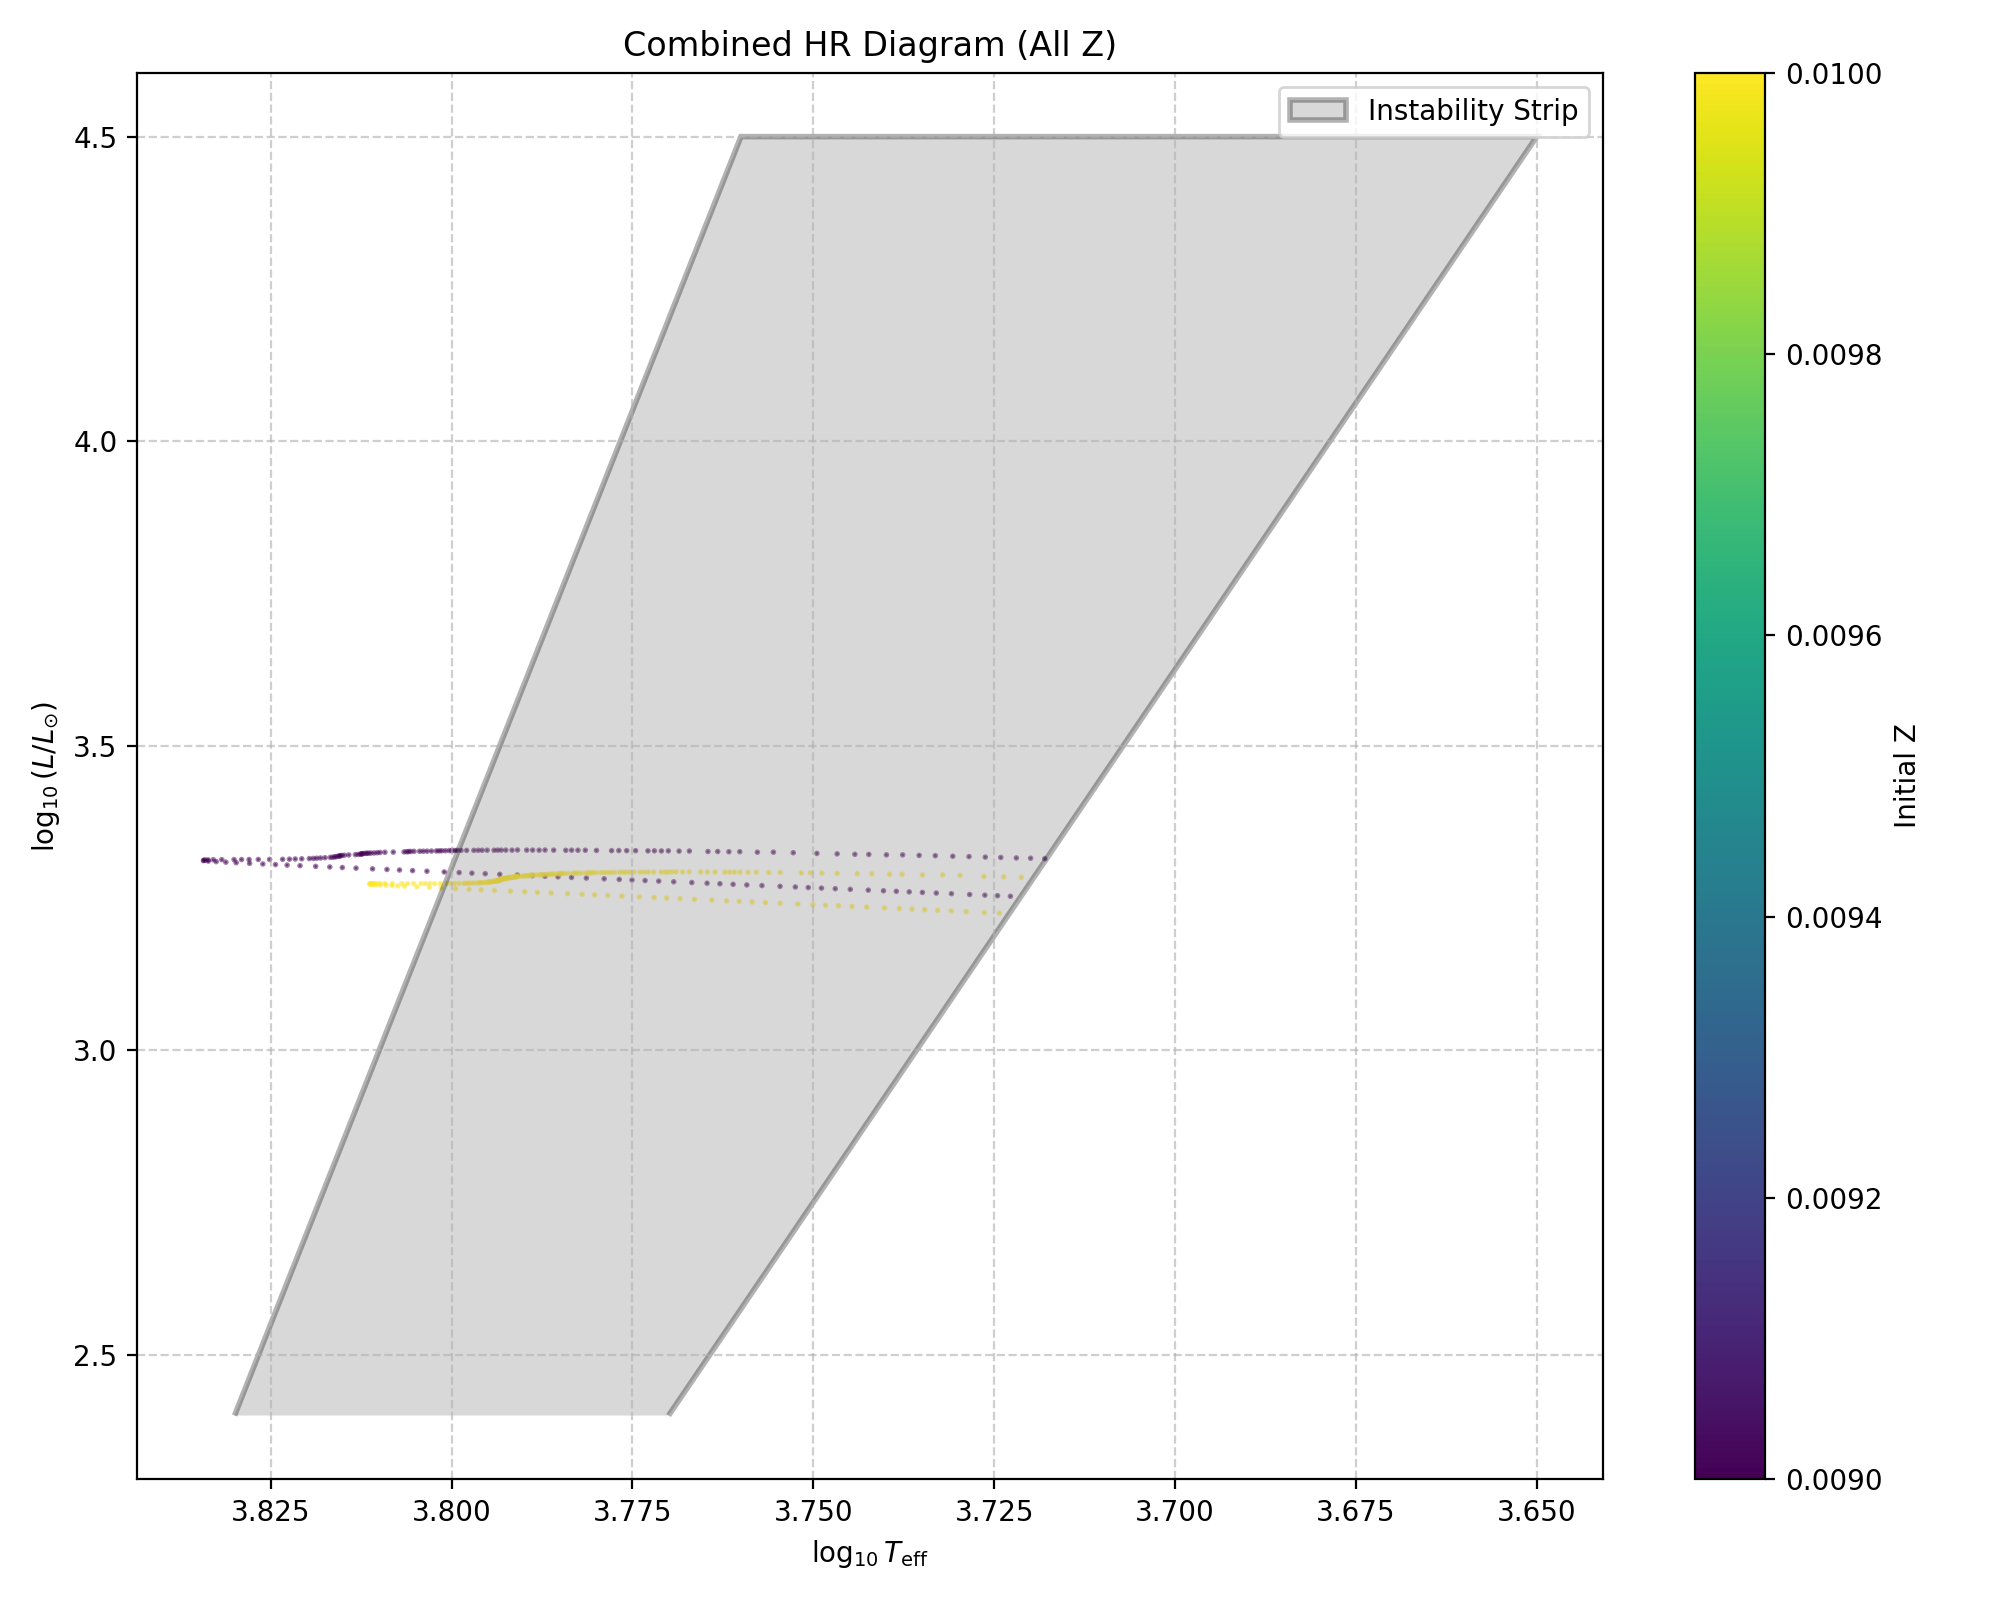 Combined HR Diagram (All Z)
Instability Strip
log₁₀ (L/L⊙)
4.5
4.0
3.5
3.0
2.5
3.825 3.800 3.775 3.750 3.725 3.700 3.675 3.650
log₁₀ T_eff
0.0100
0.0098
0.0096
0.0094
0.0092
0.0090
Initial Z